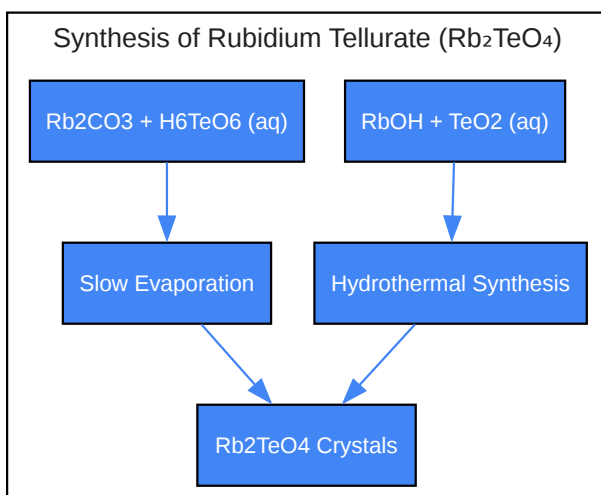 Synthesis of Rubidium Tellurate (Rb₂TeO₄)
Rb2CO3 + H6TeO6 (aq)
RbOH + TeO2 (aq)
Slow Evaporation
Hydrothermal Synthesis
Rb2TeO4 Crystals